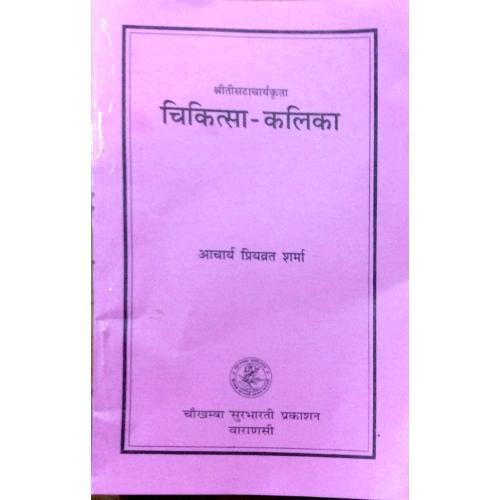 श्रीतीसटाचार्यकृता
चिकित्सा - कलिका
आचार्य प्रियव्रत शर्मा
चौखम्बा सुरभारती प्रकाशन
वाराणसी